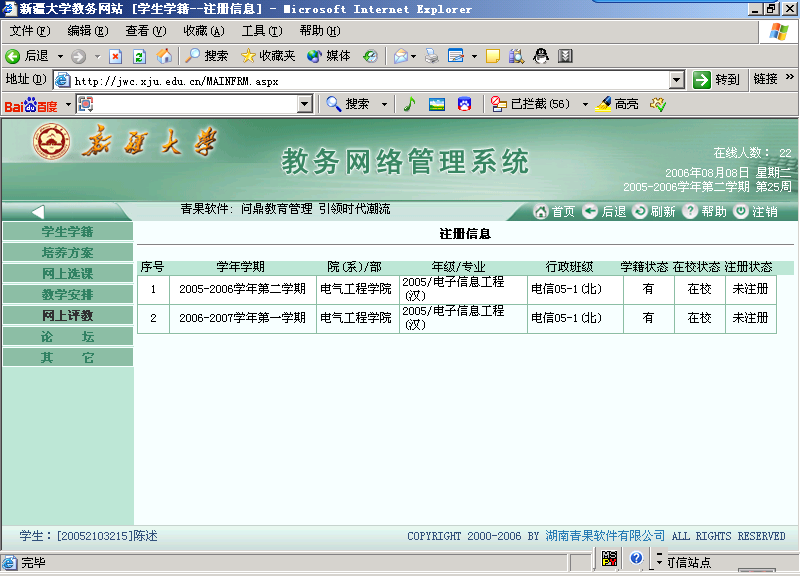 新疆大学教务网站 [学生学籍--注册信息] - Microsoft Internet Explorer
文件(F) 编辑(E) 查看(V) 收藏(A) 工具(T) 帮助(H)
后退 搜索 收藏夹 媒体
地址(D) http://jwc.xju.edu.cn/MAINFRM.aspx 转到 链接 »
Bai百度 搜索 已拦截(56) 高亮
新疆大学
教务网络管理系统
在线人数: 22
2006年08月08日 星期二
2005-2006学年第二学期 第25周
青果软件: 问鼎教育管理 引领时代潮流
首页 后退 刷新 帮助 注销
学生学籍
培养方案
网上选课
教学安排
网上评教
论 坛
其 它
注册信息
序号 学年学期 院(系)/部 年级/专业 行政班级 学籍状态 在校状态 注册状态
1 2005-2006学年第二学期 电气工程学院 2005/电子信息工程(汉) 电信05-1(北) 有 在校 未注册
2 2006-2007学年第一学期 电气工程学院 2005/电子信息工程(汉) 电信05-1(北) 有 在校 未注册
学生:[20052103215]陈述
COPYRIGHT 2000-2006 BY 湖南青果软件有限公司 ALL RIGHTS RESERVED
完毕 可信站点